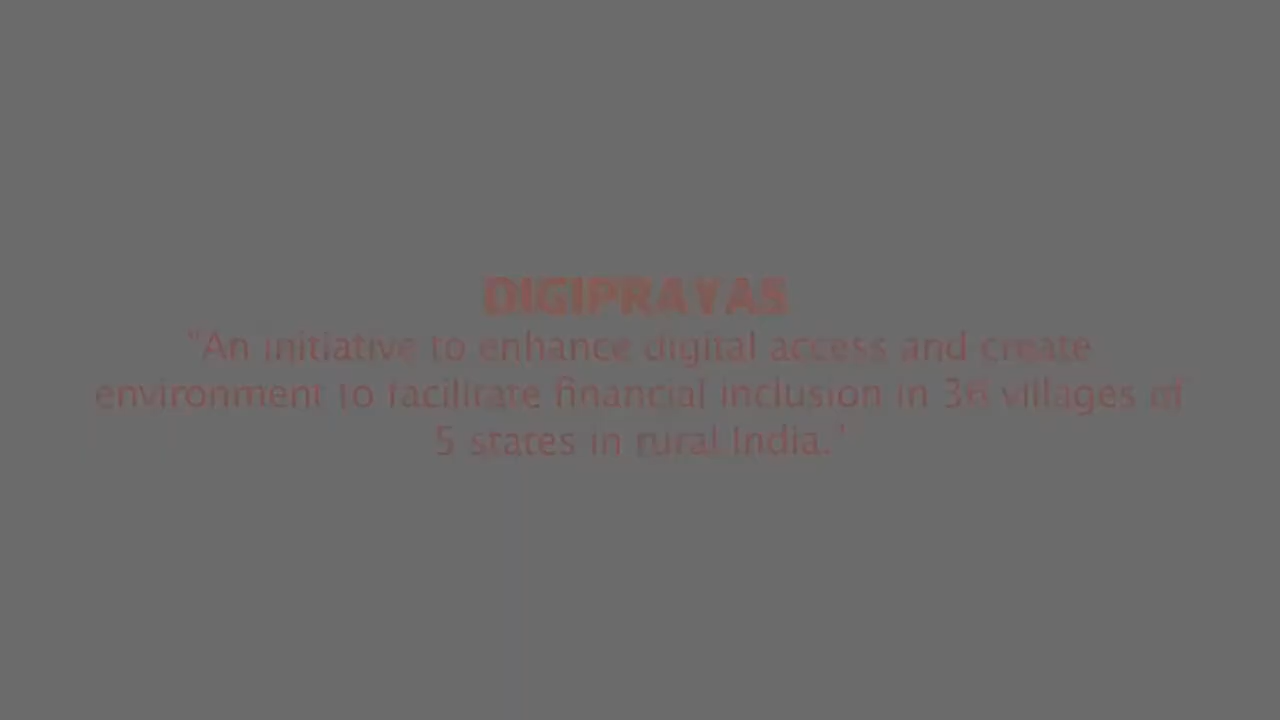 DIGIPRAYAS
"An initiative to enhance digital access and create
environment to facilitate financial inclusion in 36 villages of
5 states in rural India."